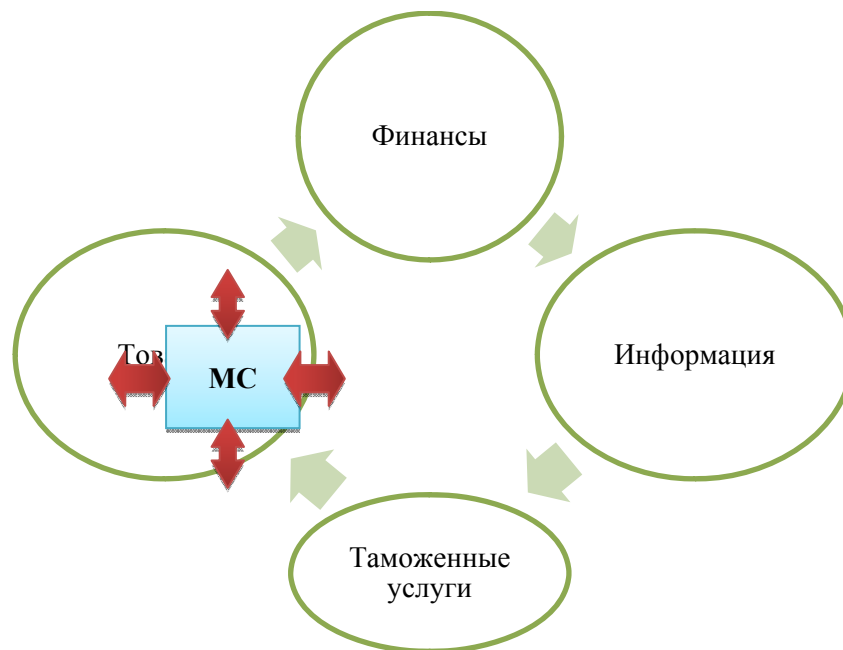 Финансы
Тов
МС
Информация
Таможенные
услуги